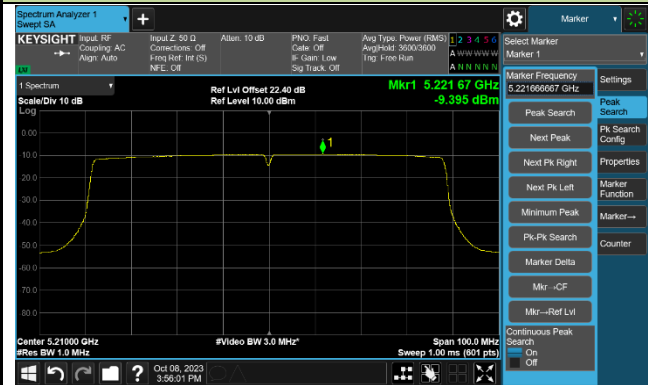 Spectrum Analyzer 1
Swept SA
Marker
KEYSIGHT
Input: RF
Coupling: AC
Align: Auto
Input Z: 50 Ω
Corrections: Off
Freq Ref: Int (S)
NFE: Off
Atten: 10 dB
PNO: Fast
Gate: Off
IF Gain: Low
Sig Track: Off
Avg Type: Power (RMS)
Avg|Hold: 3600/3600
Trig: Free Run
1 2 3 4 5 6
A W W W W W
A N N N N N
LXI
1 Spectrum
Scale/Div 10 dB
Ref Lvl Offset 22.40 dB
Ref Level 10.00 dBm
Mkr1 5.221 67 GHz
-9.395 dBm
Log
0.00
-10.0
-20.0
-30.0
-40.0
-50.0
-60.0
-70.0
-80.0
1
Center 5.21000 GHz
#Res BW 1.0 MHz
#Video BW 3.0 MHz*
Span 100.0 MHz
Sweep 1.00 ms (601 pts)
Select Marker
Marker 1
Marker Frequency
5.221666667 GHz
Peak Search
Next Peak
Next Pk Right
Next Pk Left
Minimum Peak
Pk-Pk Search
Marker Delta
Mkr→CF
Mkr→Ref Lvl
Continuous Peak
Search
On
Off
Settings
Peak
Search
Pk Search
Config
Properties
Marker
Function
Marker→
Counter
Oct 08, 2023
3:56:01 PM